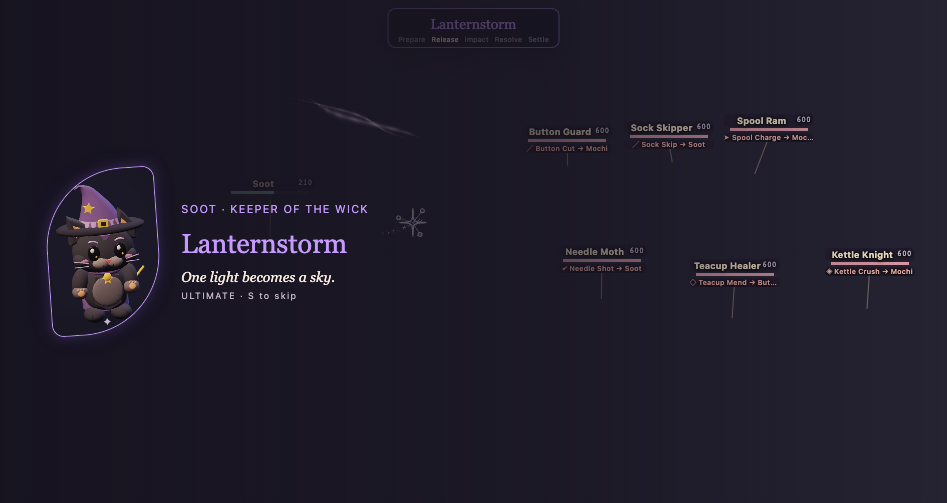 Lanternstorm
Prepare Release Impact Resolve Settle
Button Guard 600
Button Cut → Mochi
Sock Skipper 600
Sock Skip → Soot
Spool Ram 600
Spool Charge → Moc...
Soot 210
SOOT · KEEPER OF THE WICK
Lanternstorm
One light becomes a sky.
ULTIMATE · S to skip
Needle Moth 600
Needle Shot → Soot
Teacup Healer 600
Teacup Mend → But...
Kettle Knight 600
Kettle Crush → Mochi